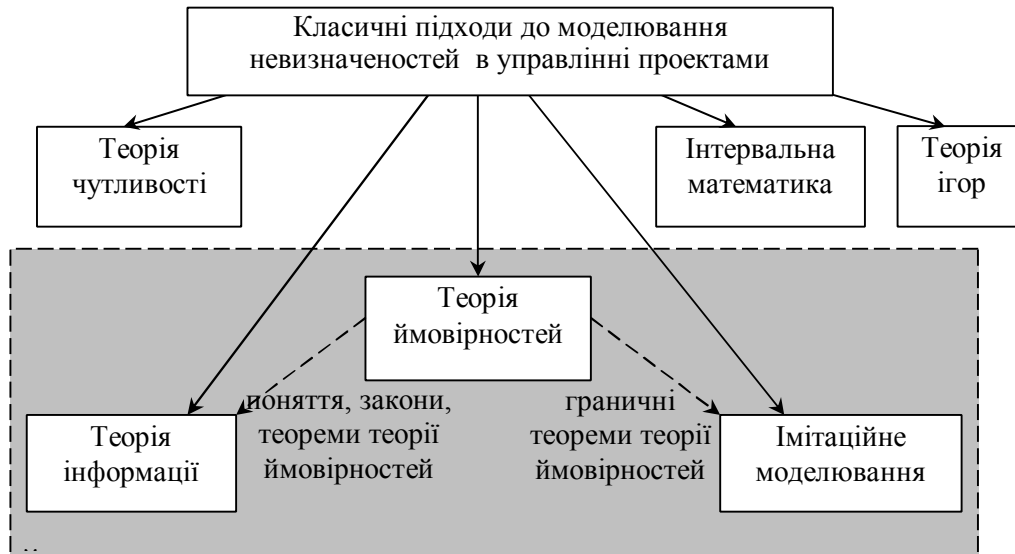 Класичні підходи до моделювання
невизначеностей в управлінні проектами
Теорія
чутливості
Інтервальна
математика
Теорія
ігор
Теорія
ймовірностей
поняття, закони,
теореми теорії
ймовірностей
граничні
теореми теорії
ймовірностей
Теорія
інформації
Імітаційне
моделювання